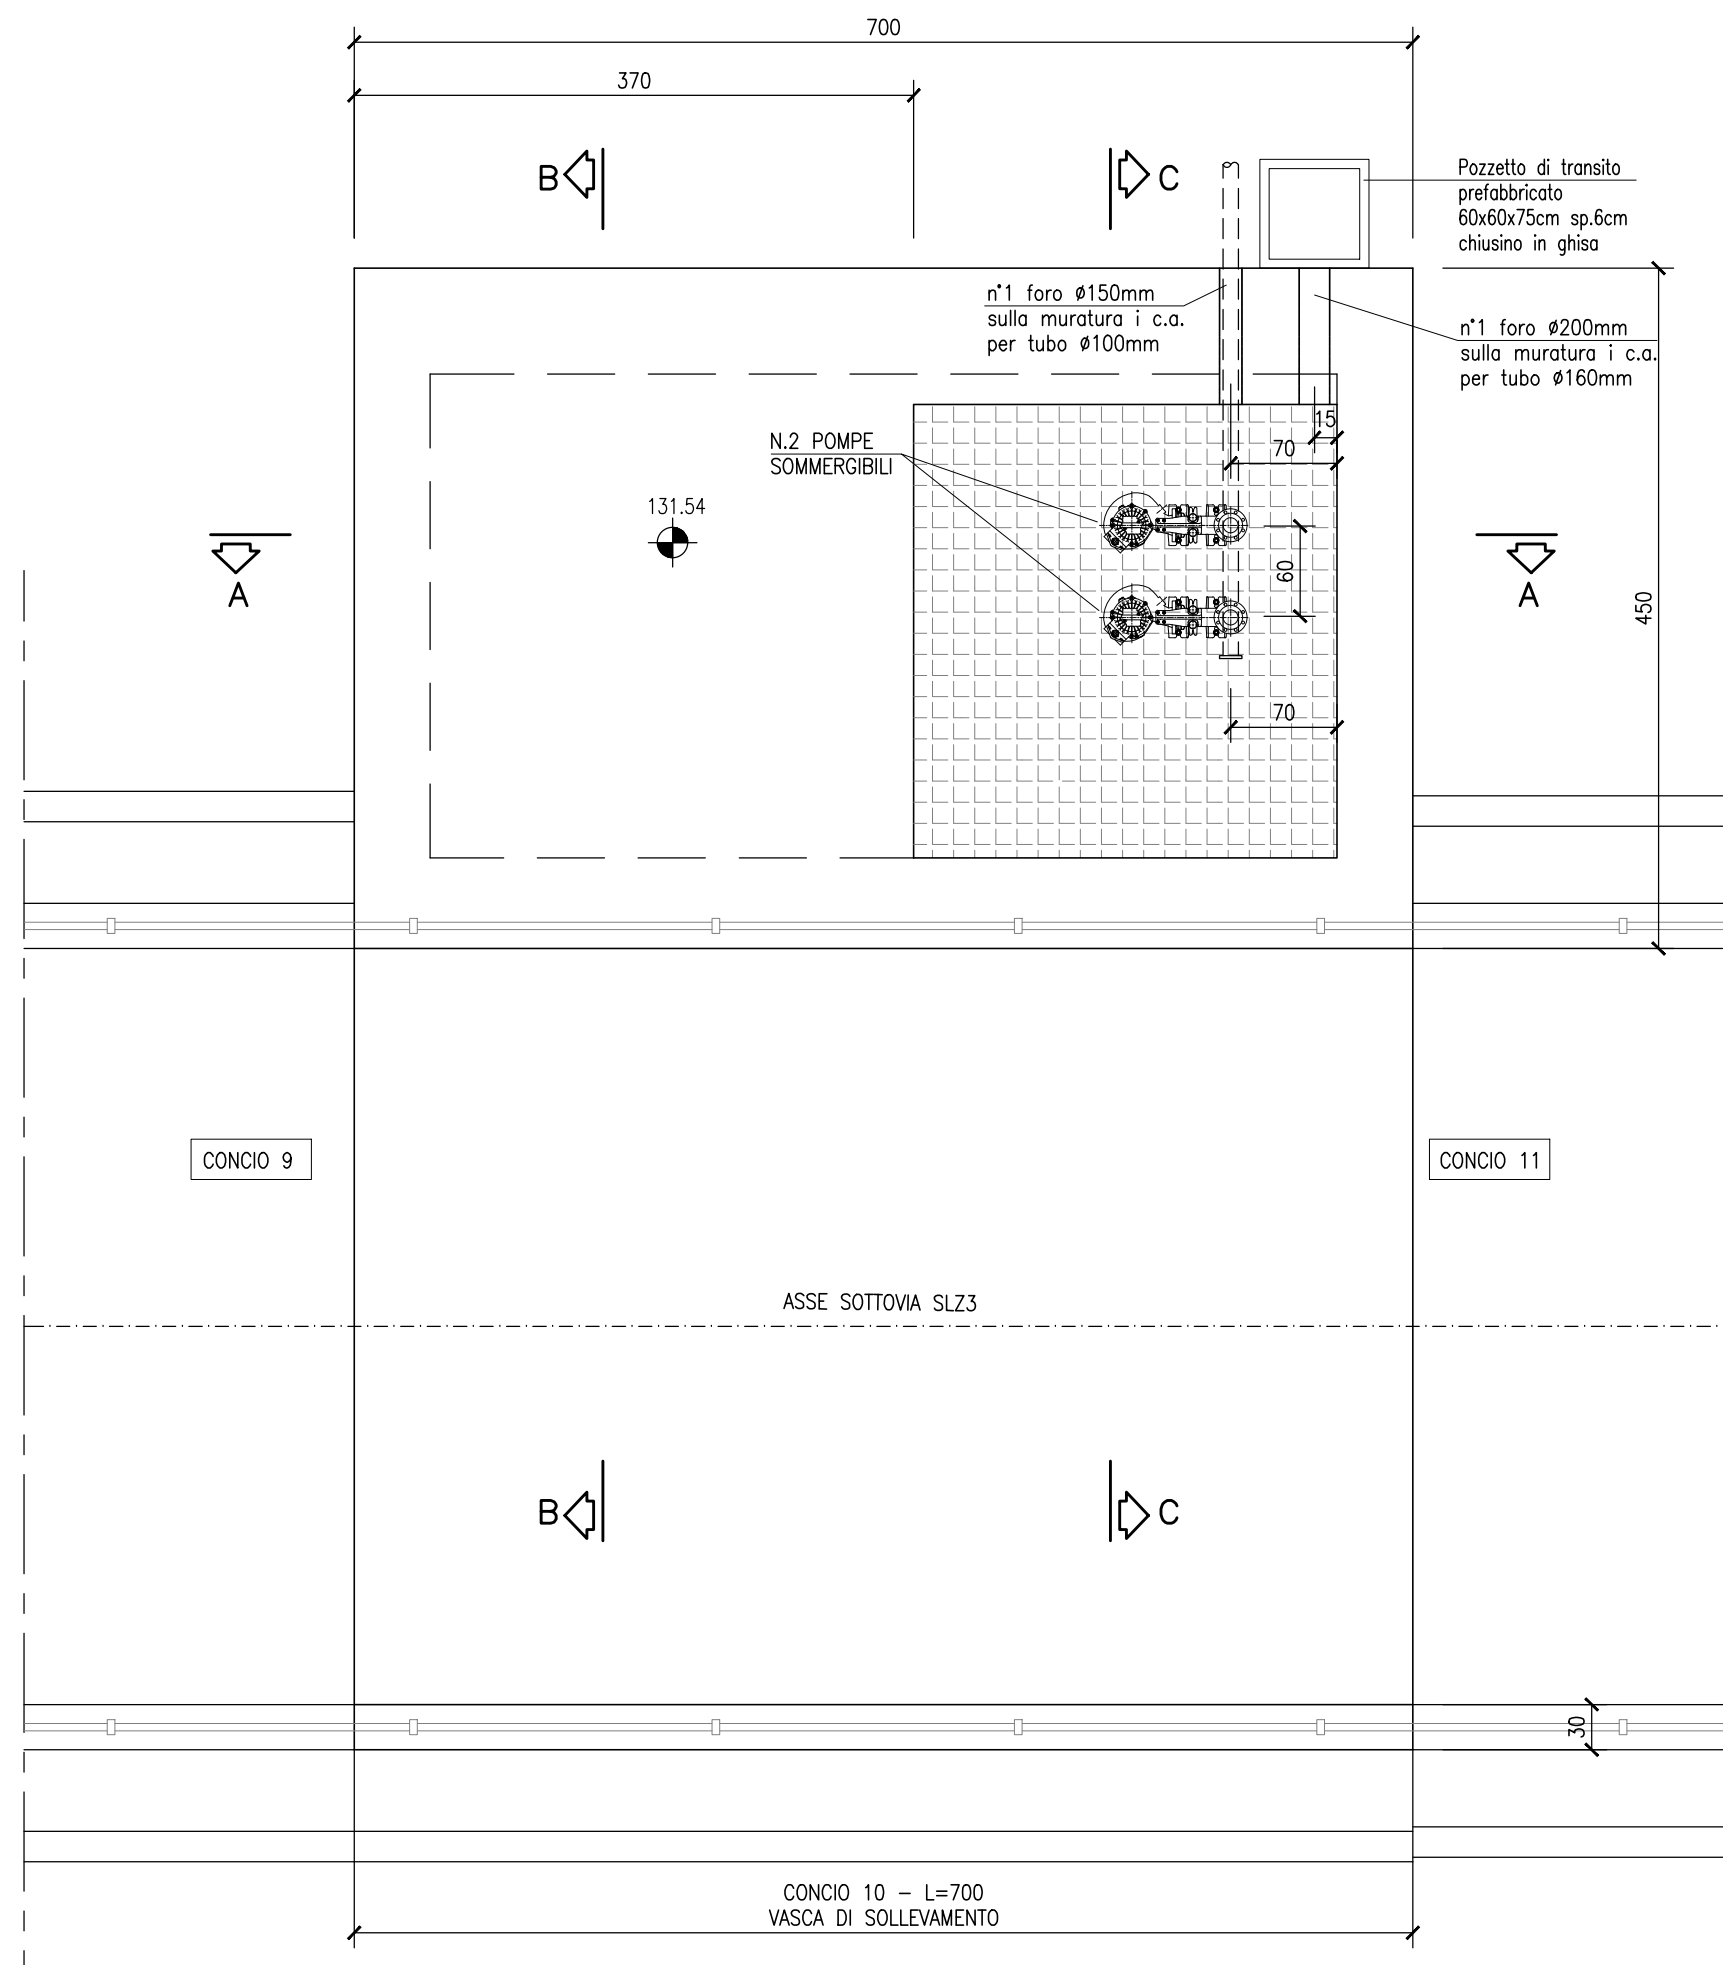 700
370
B
C
Pozzetto di transito
prefabbricato
60x60x75cm sp.6cm
chiusino in ghisa
n°1 foro ø150mm
sulla muratura i c.a.
per tubo ø100mm
n°1 foro ø200mm
sulla muratura i c.a.
per tubo ø160mm
15
70
N.2 POMPE
SOMMERGIBILI
131.54
60
A
A
450
70
CONCIO 9
CONCIO 11
ASSE SOTTOVIA SLZ3
B
C
30
CONCIO 10 – L=700
VASCA DI SOLLEVAMENTO